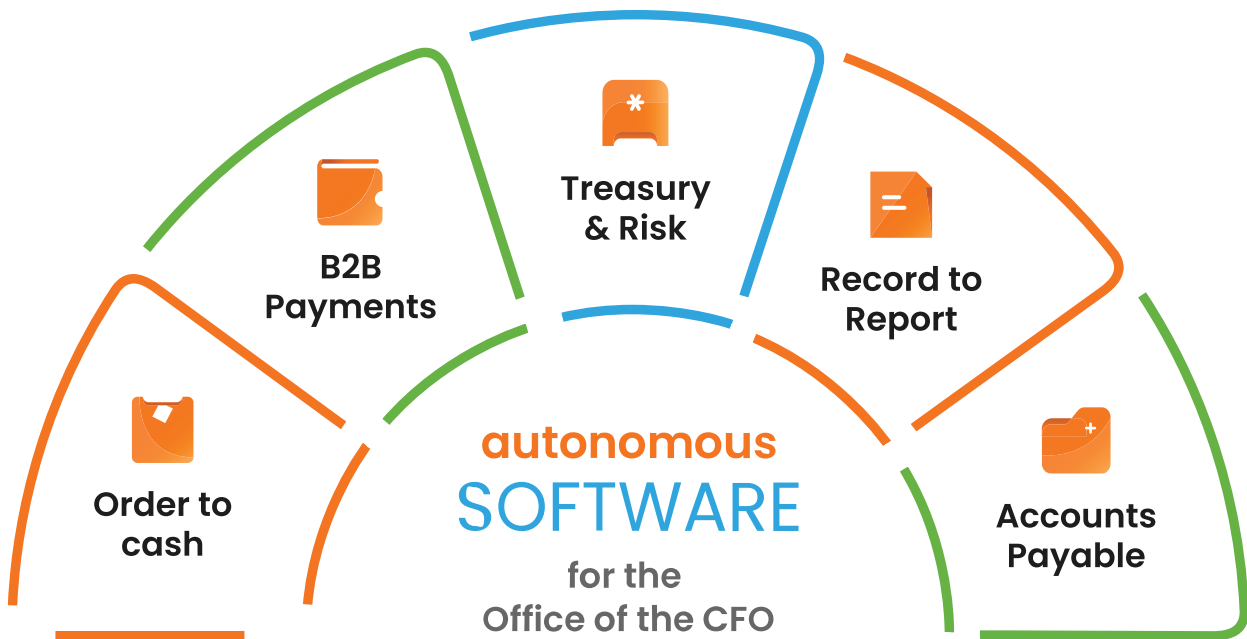 Order to
cash
B2B
Payments
Treasury
& Risk
Record to
Report
Accounts
Payable
autonomous
SOFTWARE
for the
Office of the CFO